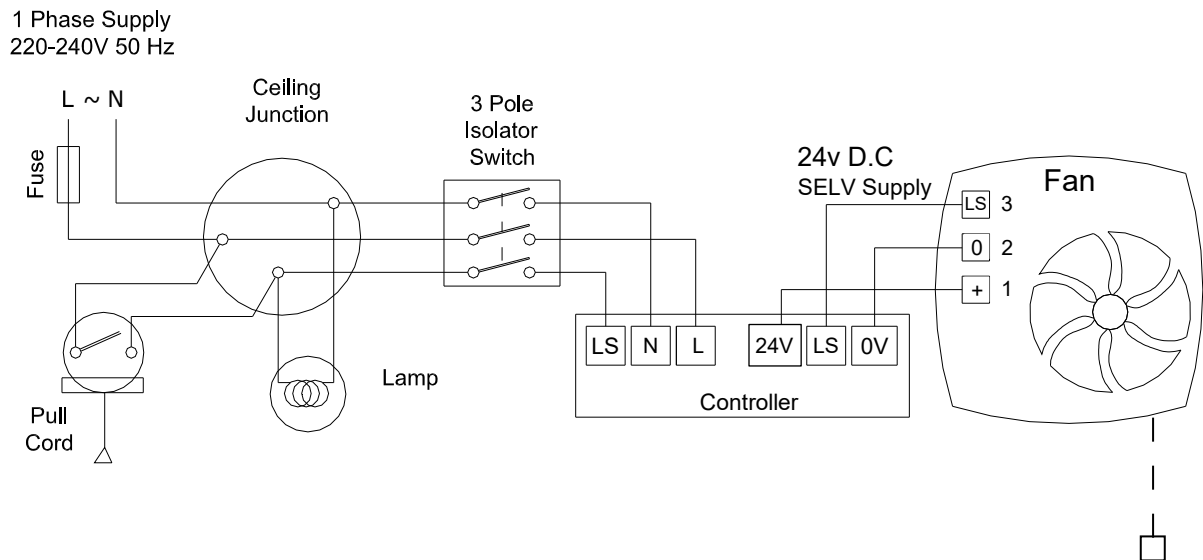 1 Phase Supply
220-240V 50 Hz
L ~ N
Fuse
Ceiling
Junction
3 Pole
Isolator
Switch
24v D.C
SELV Supply
Fan
LS 3
0 2
+ 1
LS N L 24V LS 0V
Controller
Lamp
Pull
Cord